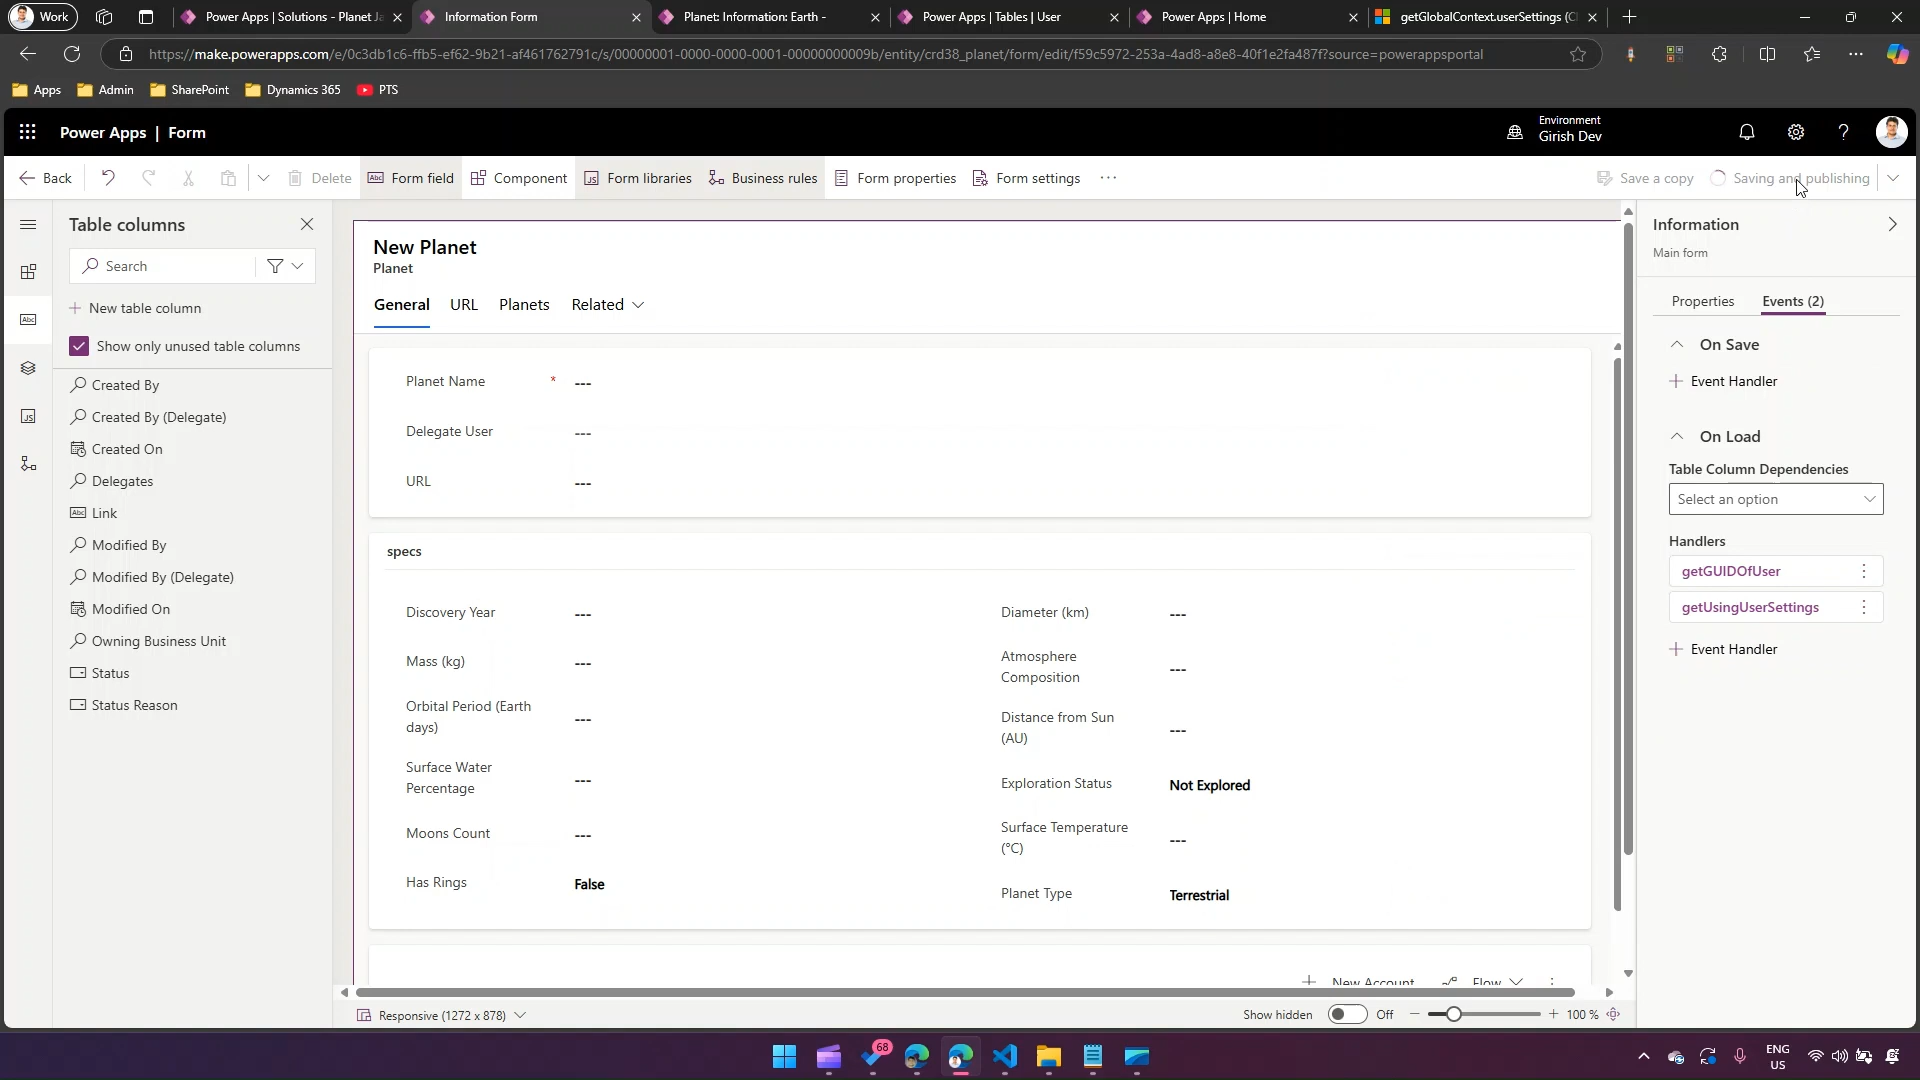 Work
Power Apps | Solutions - Planet Ja
Information Form
Planet: Information: Earth -
Power Apps | Tables | User
Power Apps | Home
getGlobalContext.userSettings (Cl
https://make.powerapps.com/e/0c3db1c6-ffb5-ef62-9b21-af461762791c/s/00000001-0000-0000-0001-00000000009b/entity/crd38_planet/form/edit/f59c5972-253a-4ad8-a8e8-40f1e2fa487f?source=powerappsportal
Apps
Admin
SharePoint
Dynamics 365
PTS
Power Apps | Form
Environment
Girish Dev
Back
Delete
Abc Form field
Component
JS Form libraries
Business rules
Form properties
Form settings
Save a copy
Saving and publishing
Table columns
Search
New table column
Show only unused table columns
Created By
Created By (Delegate)
Created On
Delegates
Abc Link
Modified By
Modified By (Delegate)
Modified On
Owning Business Unit
Status
Status Reason
Abc
JS
New Planet
Planet
General
URL
Planets
Related
Planet Name * ---
Delegate User ---
URL ---
specs
Discovery Year ---
Mass (kg) ---
Orbital Period (Earth
days) ---
Surface Water
Percentage ---
Moons Count ---
Has Rings False
Diameter (km) ---
Atmosphere
Composition ---
Distance from Sun
(AU) ---
Exploration Status Not Explored
Surface Temperature
(°C) ---
Planet Type Terrestrial
New Account
Flow
Responsive (1272 x 878)
Show hidden
Off
100 %
Information
Main form
Properties
Events (2)
On Save
Event Handler
On Load
Table Column Dependencies
Select an option
Handlers
getGUIDOfUser
getUsingUserSettings
Event Handler
68
ENG
US